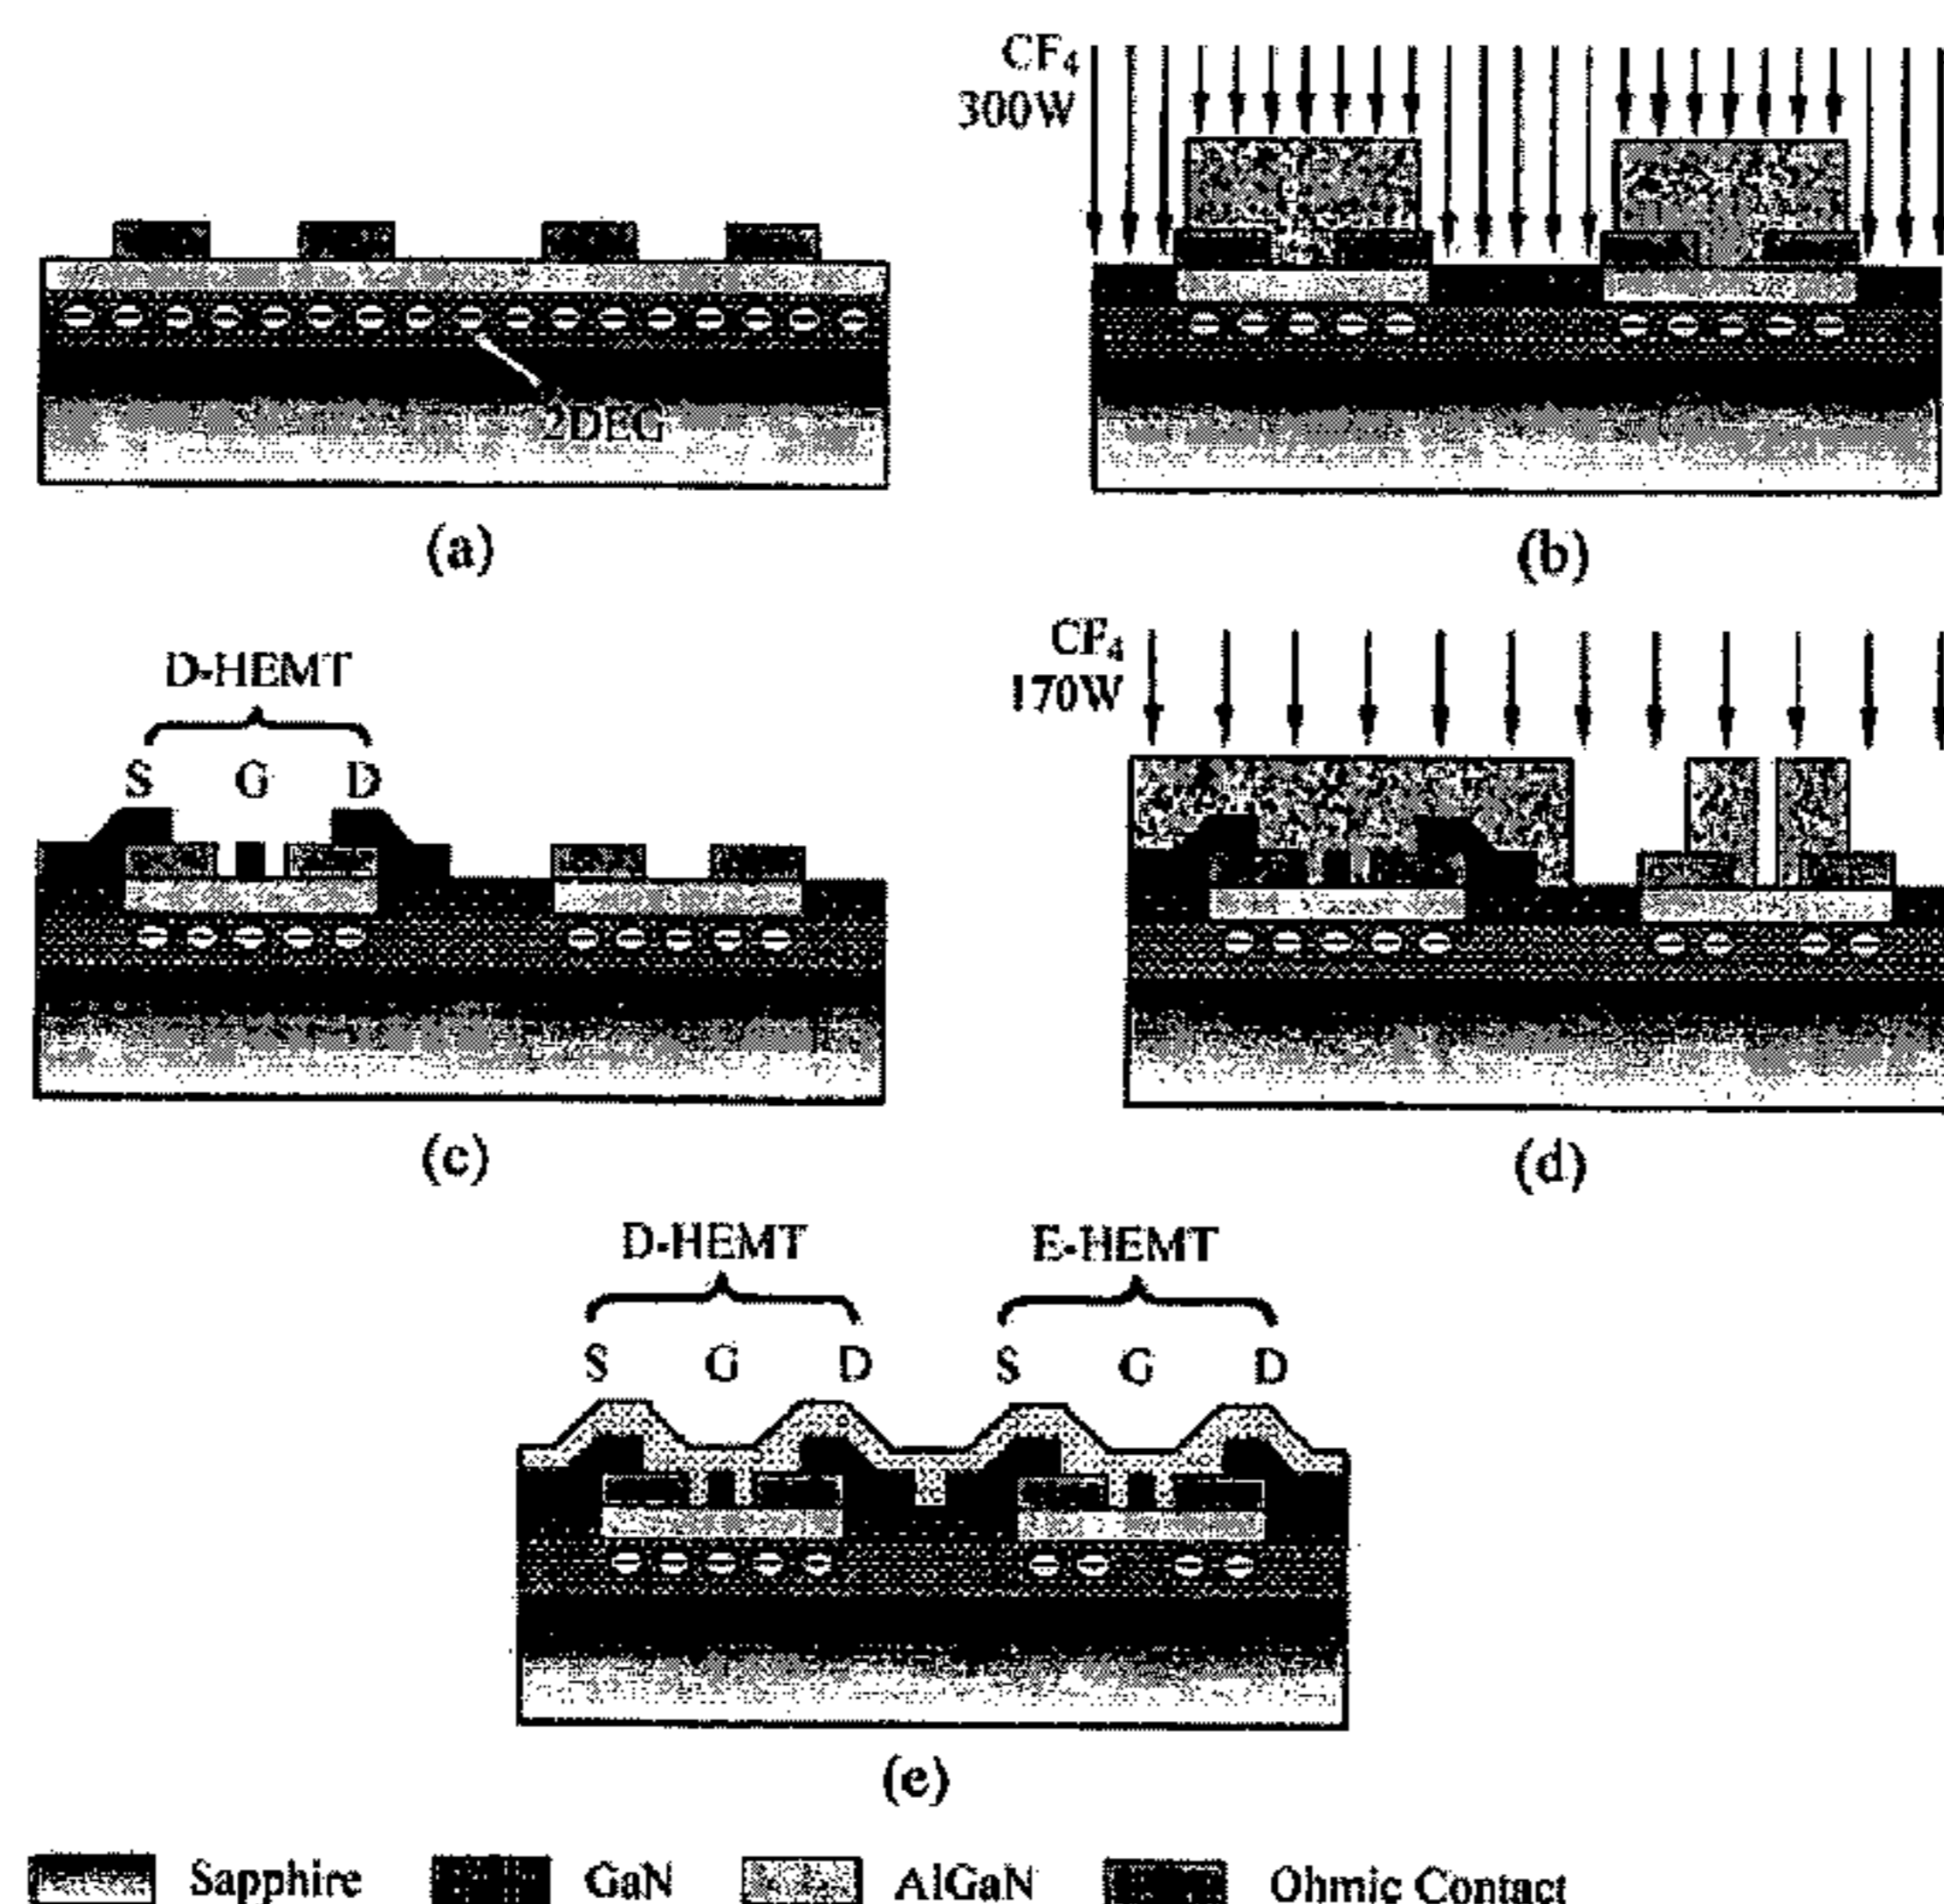 CF₄
300W
2DEG
(a)
(b)
D-HEMT
S G D
(c)
CF₄
170W
(d)
D-HEMT E-HEMT
S G D S G D
(e)
Sapphire GaN AlGaN Ohmic Contact